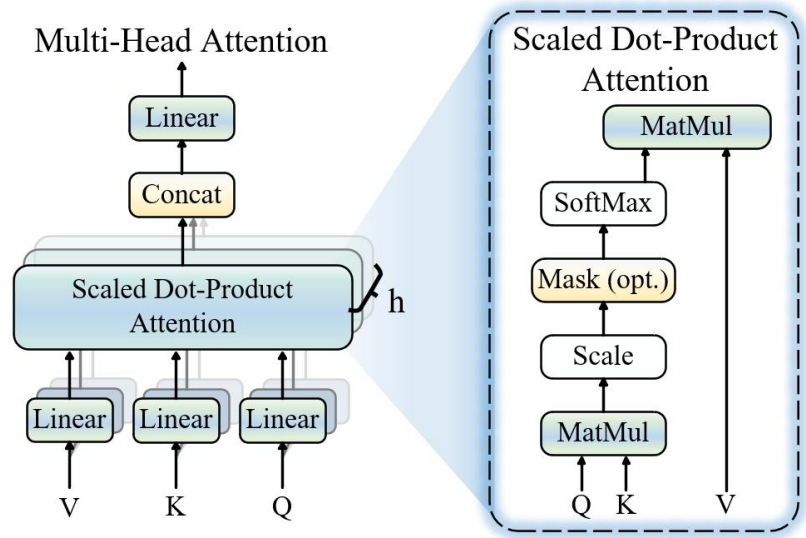 Multi-Head Attention
Linear
Concat
Scaled Dot-Product
Attention
h
Linear
Linear
Linear
V
K
Q
Scaled Dot-Product
Attention
MatMul
SoftMax
Mask (opt.)
Scale
MatMul
Q
K
V